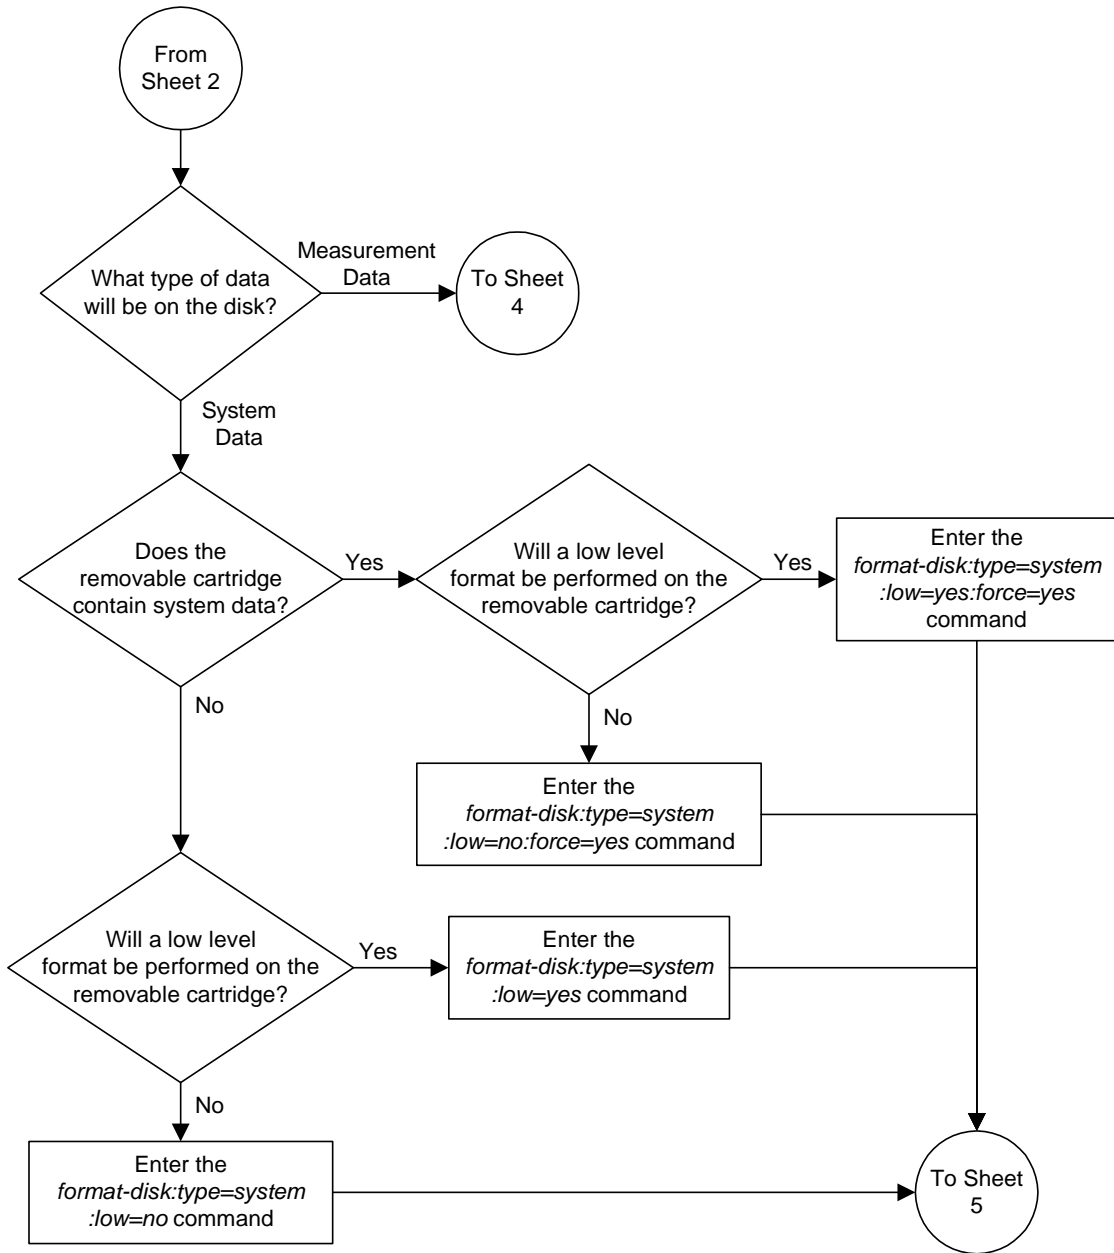 From
Sheet 2
What type of data
will be on the disk?
Measurement
Data
To Sheet
4
System
Data
Does the
removable cartridge
contain system data?
Yes
Will a low level
format be performed on the
removable cartridge?
Yes
Enter the
format-disk:type=system
:low=yes:force=yes
command
No
No
Enter the
format-disk:type=system
:low=no:force=yes command
Will a low level
format be performed on the
removable cartridge?
Yes
Enter the
format-disk:type=system
:low=yes command
No
Enter the
format-disk:type=system
:low=no command
To Sheet
5